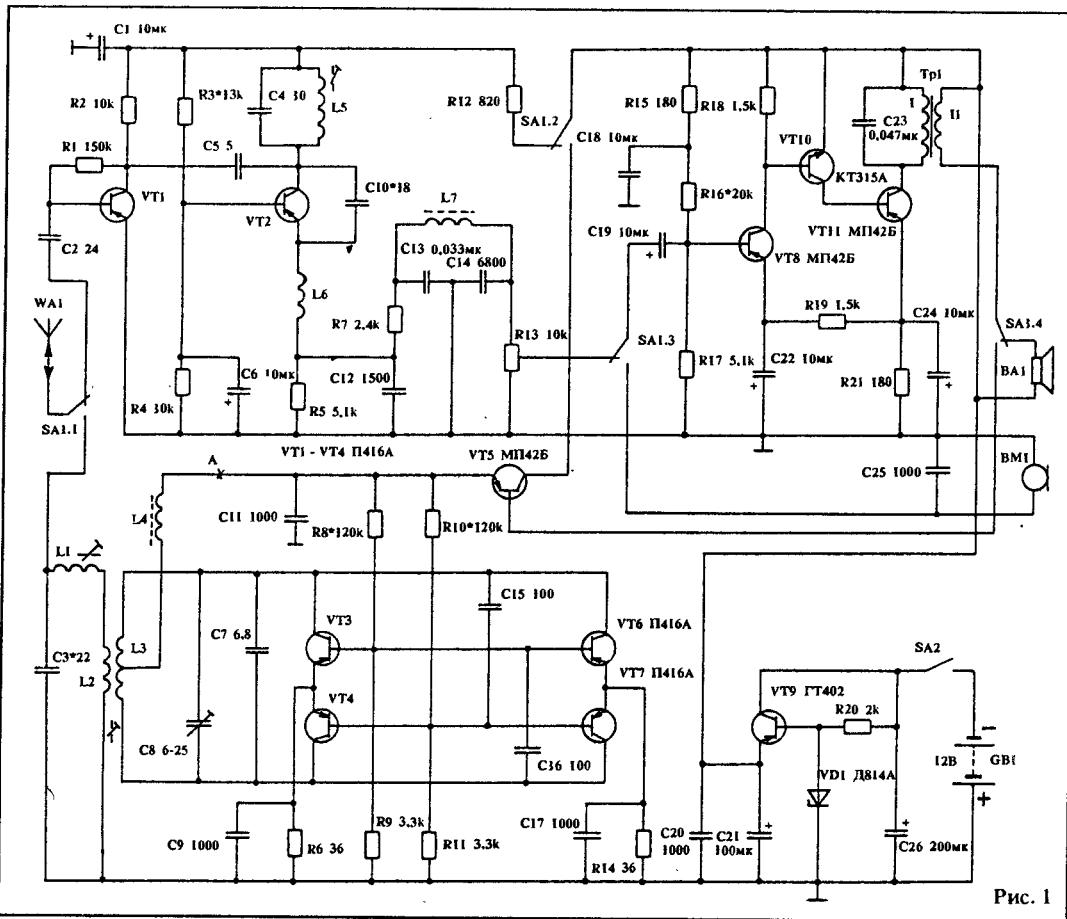 C1 10мк
R2 10k
R3*13k
C4 30
L5
R1 150k
C5 5
VT1
VT2
C10*18
C2 24
WA1
SA1.1
R4 30k
C6 10мк
L6
R5 5,1k
R7 2,4k
L7
C13 0,033мк
C14 6800
C12 1500
R13 10k
R12 820
SA1.2
C18 10мк
R15 180
R18 1,5k
VT10
КТ315А
Tp1
I
II
C23
0,047мк
R16*20k
C19 10мк
VT8 МП42Б
VT11 МП42Б
R19 1,5k
C24 10мк
SA1.3
R17 5,1k
C22 10мк
R21 180
SA1.4
BA1
VT1 - VT4 П416А
VT5 МП42Б
C25 1000
BM1
A
L4
C11 1000
R8*120k
R10*120k
L1
C3*22
L2
L3
C7 6,8
C8 6-25
VT3
VT4
C15 100
C16 100
VT6 П416А
VT7 П416А
C9 1000
R6 36
R9 3,3k
R11 3,3k
C17 1000
R14 36
C20
1000
C21
100мк
VT9 ГТ402
R20 2k
VD1 Д814А
SA2
12В
GB1
C26 200мк
Рис. 1